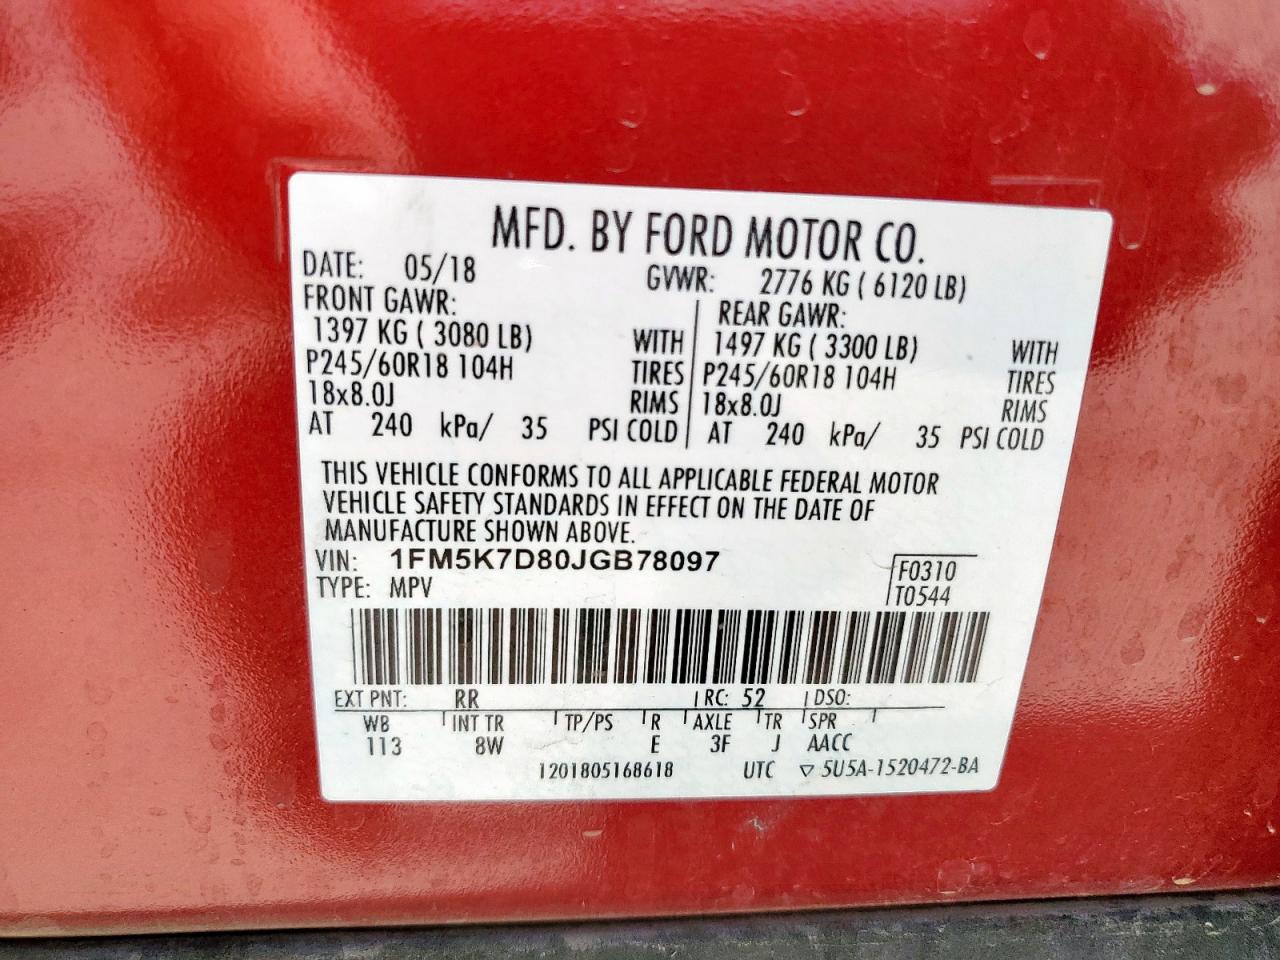 MFD. BY FORD MOTOR CO.
DATE: 05/18 GVWR: 2776 KG ( 6120 LB)
FRONT GAWR: REAR GAWR:
1397 KG ( 3080 LB) WITH 1497 KG ( 3300 LB) WITH
P245/60R18 104H TIRES P245/60R18 104H TIRES
18x8.0J RIMS 18x8.0J RIMS
AT 240 kPa/ 35 PSI COLD AT 240 kPa/ 35 PSI COLD
THIS VEHICLE CONFORMS TO ALL APPLICABLE FEDERAL MOTOR
VEHICLE SAFETY STANDARDS IN EFFECT ON THE DATE OF
MANUFACTURE SHOWN ABOVE.
VIN: 1FM5K7D80JGB78097 F0310
TYPE: MPV T0544
EXT PNT: RR RC: 52 DSO:
WB INT TR TP/PS R AXLE TR SPR
113 8W E 3F J AACC
1201805168618 UTC ▽ 5U5A-1520472-BA